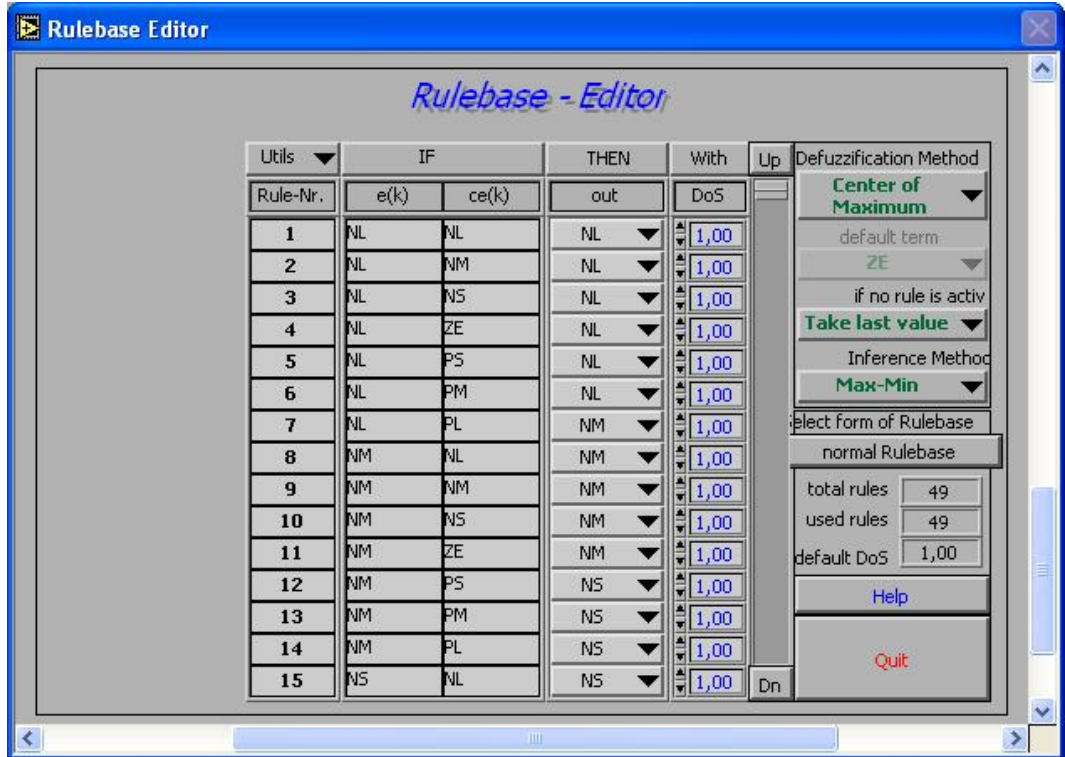 Rulebase Editor
Rulebase - Editor
Utils IF THEN With Up Defuzzification Method
Rule-Nr. e(k) ce(k) out DoS Center of Maximum
1 NL NL NL 1,00 default term
2 NL NM NL 1,00 ZE
3 NL NS NL 1,00 if no rule is activ
4 NL ZE NL 1,00 Take last value
5 NL PS NL 1,00 Inference Method
6 NL PM NL 1,00 Max-Min
7 NL PL NM 1,00 elect form of Rulebase
8 NM NL NM 1,00 normal Rulebase
9 NM NM NM 1,00 total rules 49
10 NM NS NM 1,00 used rules 49
11 NM ZE NM 1,00 default DoS 1,00
12 NM PS NS 1,00 Help
13 NM PM NS 1,00
14 NM PL NS 1,00 Quit
15 NS NL NS 1,00 Dn